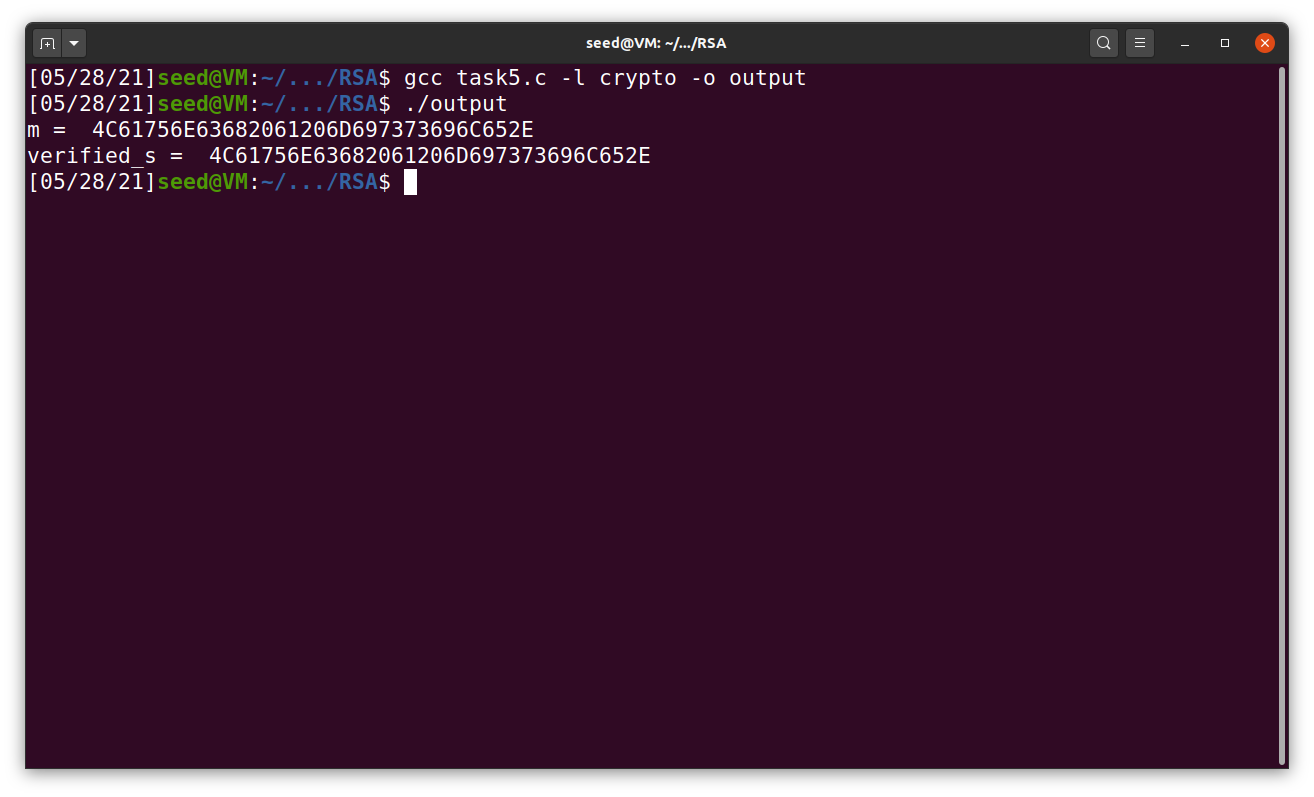 seed@VM: ~/.../RSA
[05/28/21]seed@VM:~/.../RSA$ gcc task5.c -l crypto -o output
[05/28/21]seed@VM:~/.../RSA$ ./output
m =  4C61756E63682061206D697373696C652E
verified_s =  4C61756E63682061206D697373696C652E
[05/28/21]seed@VM:~/.../RSA$